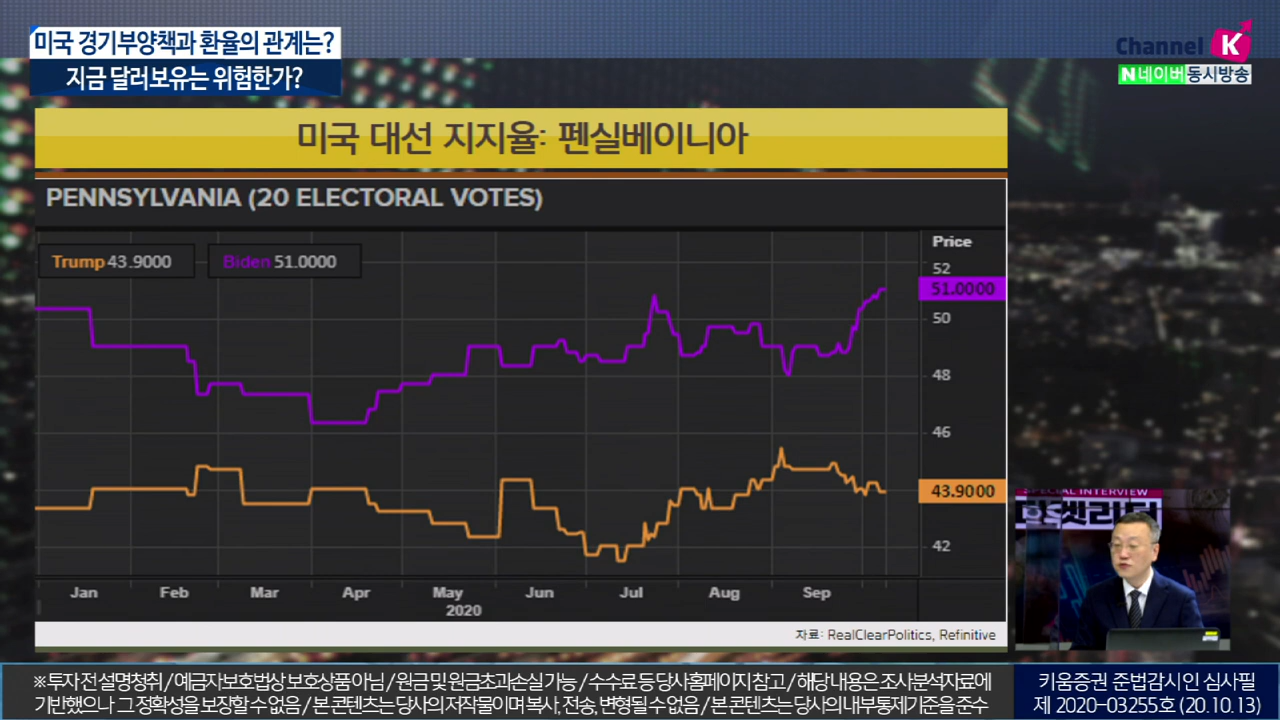 미국 경기부양책과 환율의 관계는?
지금 달러보유는 위험한가?
Channel K
N 네이버 동시방송
미국 대선 지지율: 펜실베이니아
PENNSYLVANIA (20 ELECTORAL VOTES)
Trump 43.9000
Biden 51.0000
Price
52
51.0000
50
48
46
43.9000
42
Jan Feb Mar Apr May Jun Jul Aug Sep
2020
자료: RealClearPolitics, Refinitive
SPECIAL INTERVIEW
※투자 전 설명청취 / 예금자보호법상 보호상품 아님 / 원금 및 원금초과손실 가능 / 수수료 등 당사홈페이지 참고 / 해당 내용은 조사분석자료에
기반했으나 그 정확성을 보장할 수 없음 / 본 콘텐츠는 당사의 저작물이며 복사, 전송, 변형될 수 없음 / 본 콘텐츠는 당사의 내부통제기준을 준수
키움증권 준법감시인 심사필
제 2020-03255호 (20.10.13)